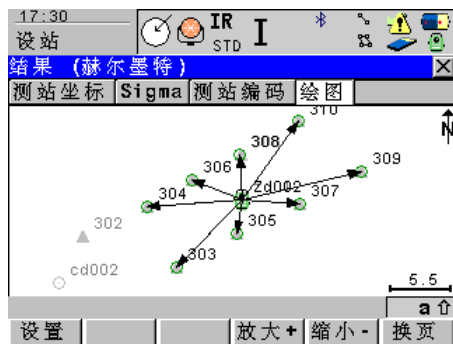 17:30
设站
IR
STD
I
结果 (赫尔墨特)
测站坐标 Sigma 测站编码 绘图
310
N
308
306
309
304
Zd002
307
302
305
303
cd002
5.5
a
设置 放大+ 缩小- 换页